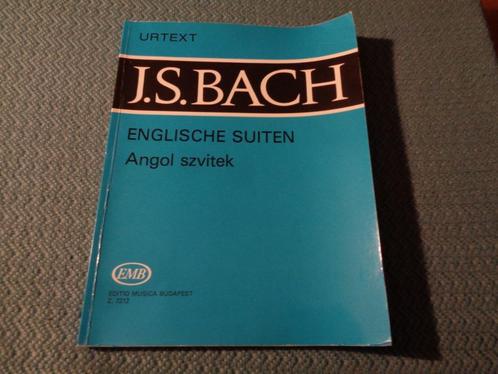 URTEXT
J.S.BACH
ENGLISCHE SUITEN
Angol szvitek
EMB
EDITIO MUSICA BUDAPEST
Z. 7212